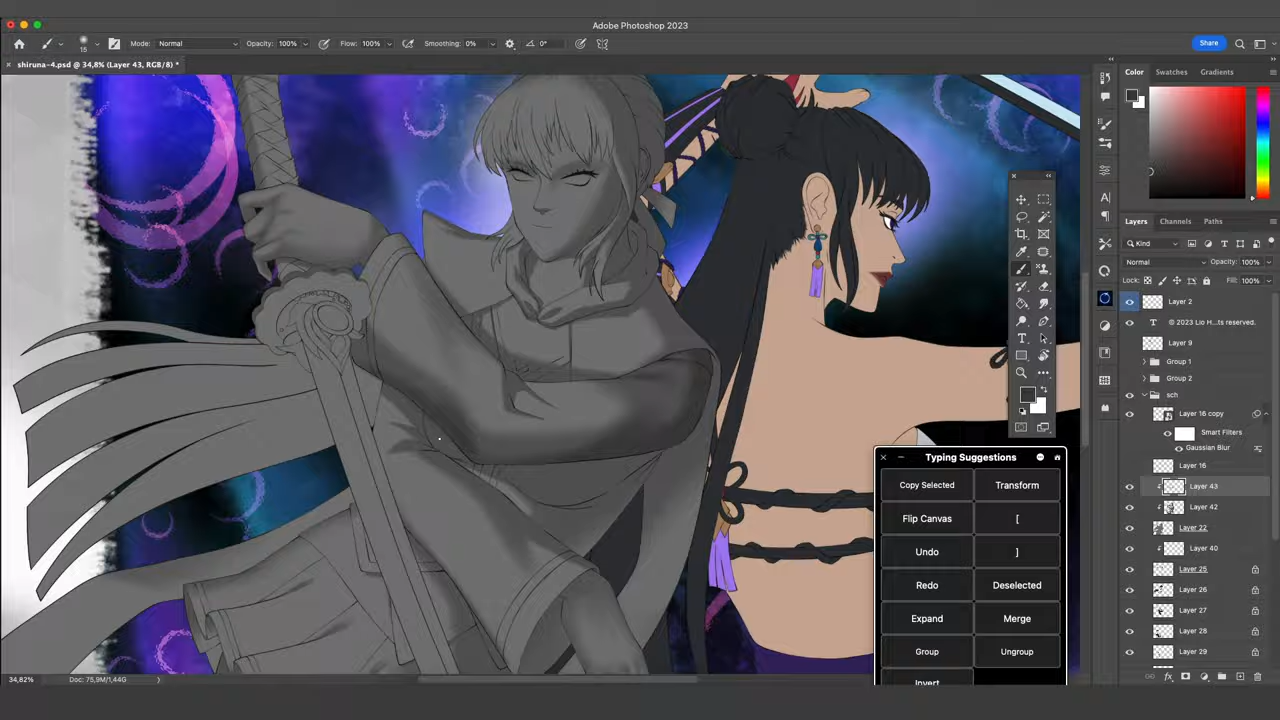 Adobe Photoshop 2023
15
Mode: Normal
Opacity: 100%
Flow: 100%
Smoothing: 0%
0°
Share
× shiruna-4.psd @ 34,8% (Layer 43, RGB/8) *
Color
Swatches
Gradients
Layers
Channels
Paths
Kind
Normal
Opacity: 100%
Lock:
Fill: 100%
Layer 2
T © 2023 Lio H...ts reserved.
Layer 9
Group 1
Group 2
sch
Layer 16 copy
Smart Filters
Gaussian Blur
Layer 16
Layer 43
Layer 42
Layer 22
Layer 40
Layer 25
Layer 26
Layer 27
Layer 28
Layer 29
fx
Typing Suggestions
Copy Selected
Transform
Flip Canvas
[
Undo
]
Redo
Deselected
Expand
Merge
Group
Ungroup
Invert
34,82%
Doc: 75,9M/1,44G